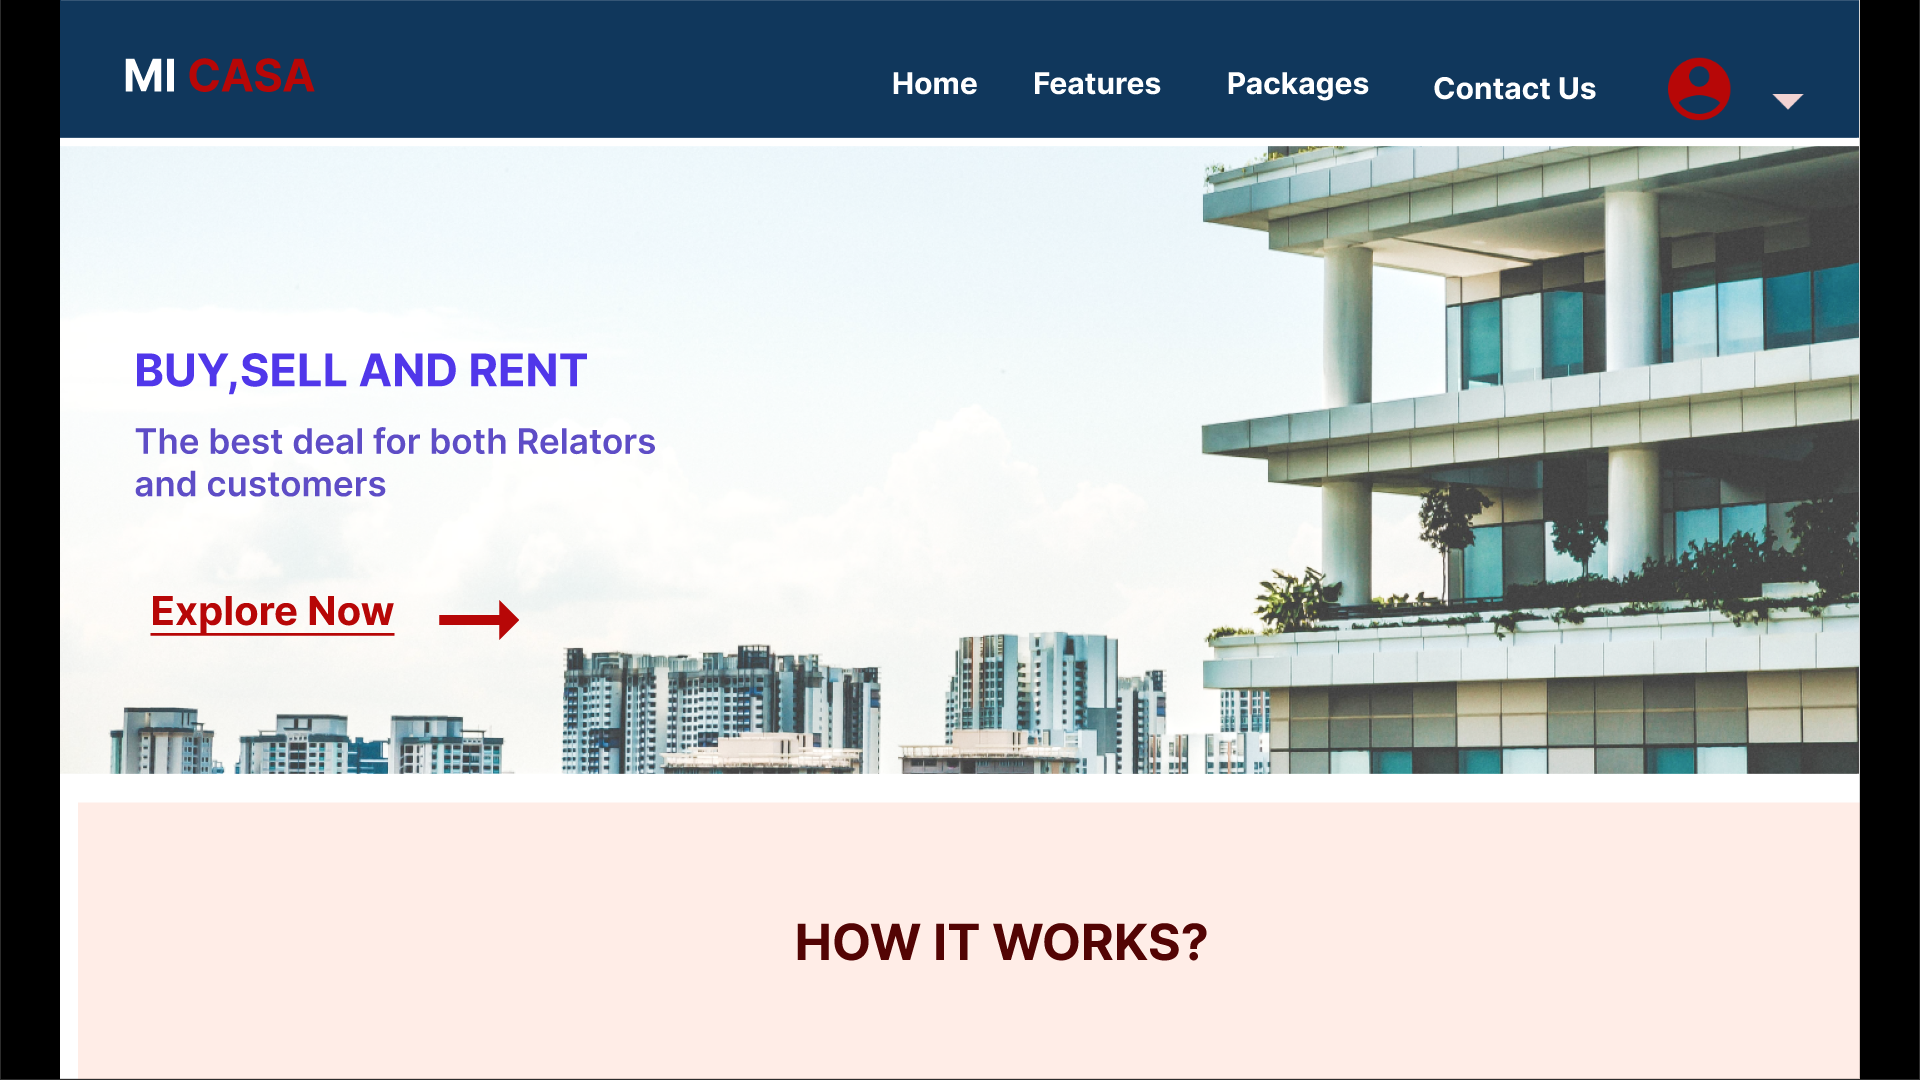 MI CASA
Home Features Packages Contact Us
BUY,SELL AND RENT
The best deal for both Relators
and customers
Explore Now
HOW IT WORKS?